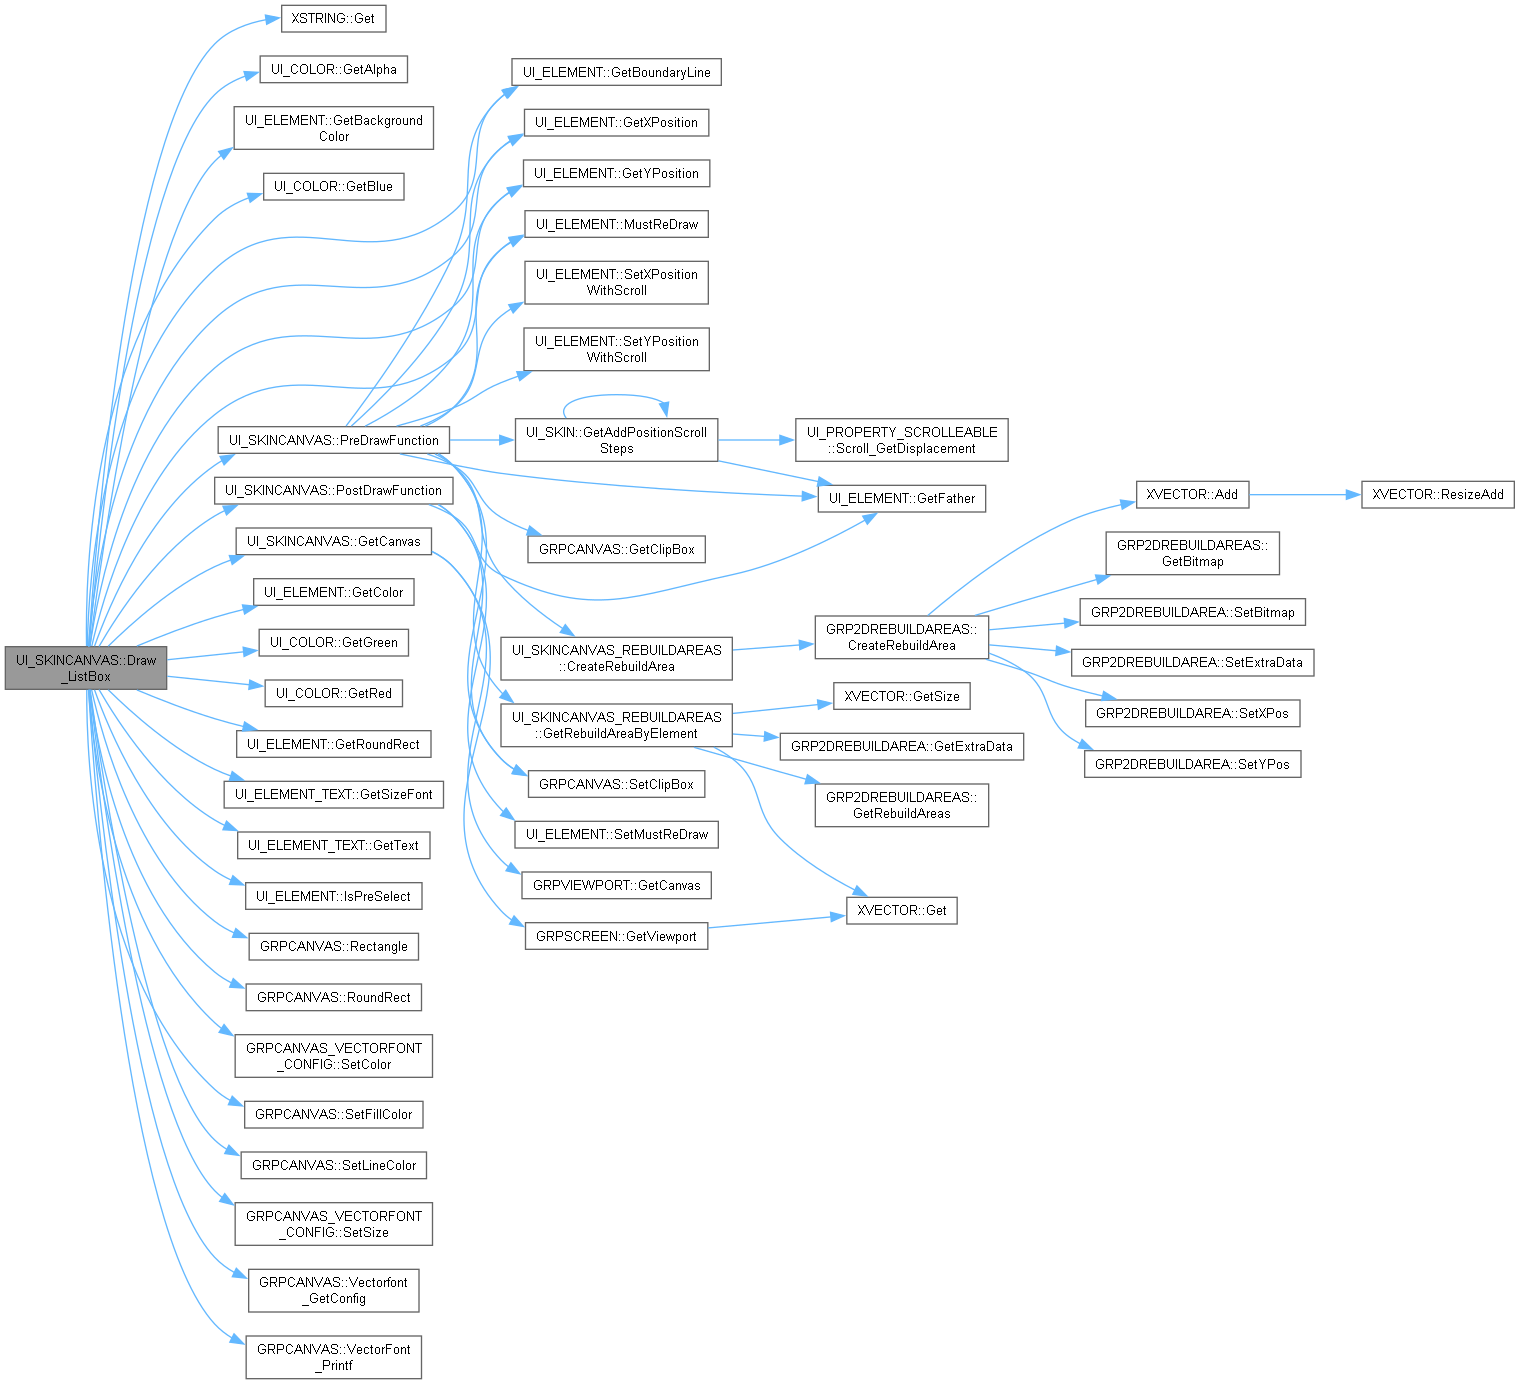 UI_SKINCANVAS::Draw
_ListBox
XSTRING::Get
UI_COLOR::GetAlpha
UI_ELEMENT::GetBackground
Color
UI_COLOR::GetBlue
UI_SKINCANVAS::PreDrawFunction
UI_SKINCANVAS::PostDrawFunction
UI_SKINCANVAS::GetCanvas
UI_ELEMENT::GetColor
UI_COLOR::GetGreen
UI_COLOR::GetRed
UI_ELEMENT::GetRoundRect
UI_ELEMENT_TEXT::GetSizeFont
UI_ELEMENT_TEXT::GetText
UI_ELEMENT::IsPreSelect
GRPCANVAS::Rectangle
GRPCANVAS::RoundRect
GRPCANVAS_VECTORFONT
_CONFIG::SetColor
GRPCANVAS::SetFillColor
GRPCANVAS::SetLineColor
GRPCANVAS_VECTORFONT
_CONFIG::SetSize
GRPCANVAS::Vectorfont
_GetConfig
GRPCANVAS::VectorFont
_Printf
UI_ELEMENT::GetBoundaryLine
UI_ELEMENT::GetXPosition
UI_ELEMENT::GetYPosition
UI_ELEMENT::MustReDraw
UI_ELEMENT::SetXPosition
WithScroll
UI_ELEMENT::SetYPosition
WithScroll
UI_SKIN::GetAddPositionScroll
Steps
GRPCANVAS::GetClipBox
UI_SKINCANVAS_REBUILDAREAS
::CreateRebuildArea
UI_SKINCANVAS_REBUILDAREAS
::GetRebuildAreaByElement
GRPCANVAS::SetClipBox
UI_ELEMENT::SetMustReDraw
GRPVIEWPORT::GetCanvas
GRPSCREEN::GetViewport
UI_PROPERTY_SCROLLEABLE
::Scroll_GetDisplacement
UI_ELEMENT::GetFather
GRP2DREBUILDAREAS::
CreateRebuildArea
XVECTOR::GetSize
GRP2DREBUILDAREA::GetExtraData
GRP2DREBUILDAREAS::
GetRebuildAreas
XVECTOR::Get
XVECTOR::Add
GRP2DREBUILDAREAS::
GetBitmap
GRP2DREBUILDAREA::SetBitmap
GRP2DREBUILDAREA::SetExtraData
GRP2DREBUILDAREA::SetXPos
GRP2DREBUILDAREA::SetYPos
XVECTOR::ResizeAdd